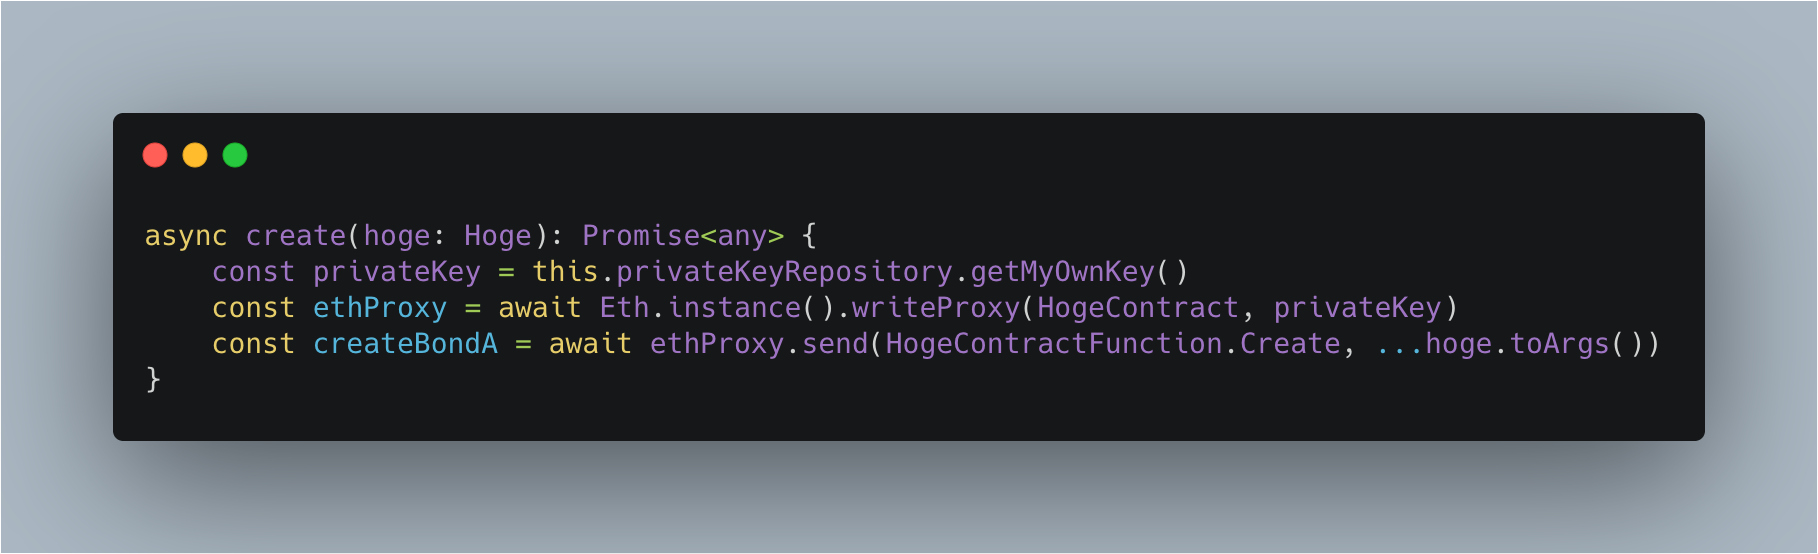 async create(hoge: Hoge): Promise<any> {
    const privateKey = this.privateKeyRepository.getMyOwnKey()
    const ethProxy = await Eth.instance().writeProxy(HogeContract, privateKey)
    const createBondA = await ethProxy.send(HogeContractFunction.Create, ...hoge.toArgs())
}